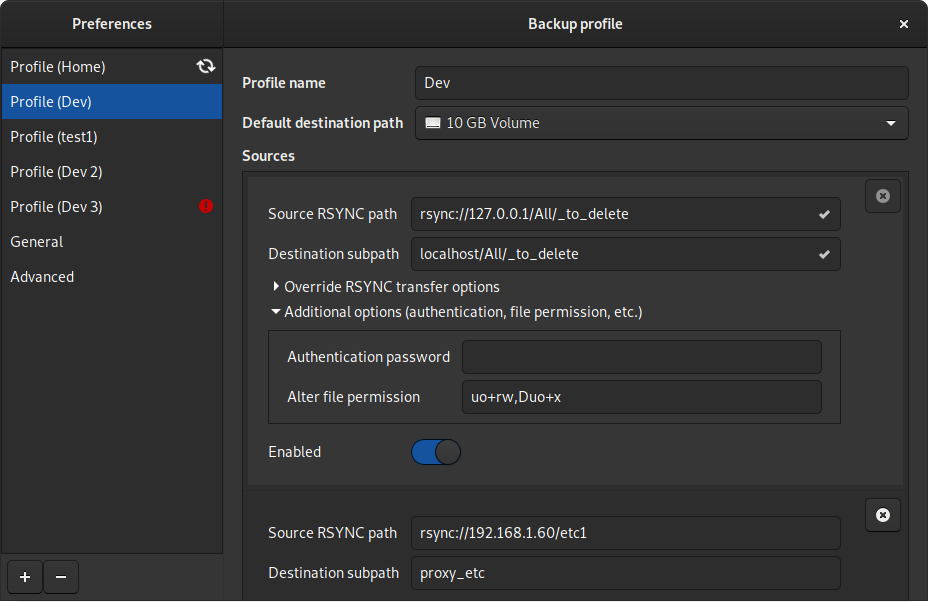 Preferences
Backup profile
Profile (Home)
Profile (Dev)
Profile (test1)
Profile (Dev 2)
Profile (Dev 3)
General
Advanced
Profile name
Dev
Default destination path
10 GB Volume
Sources
Source RSYNC path
rsync://127.0.0.1/All/_to_delete
Destination subpath
localhost/All/_to_delete
Override RSYNC transfer options
Additional options (authentication, file permission, etc.)
Authentication password
Alter file permission
uo+rw,Duo+x
Enabled
Source RSYNC path
rsync://192.168.1.60/etc1
Destination subpath
proxy_etc